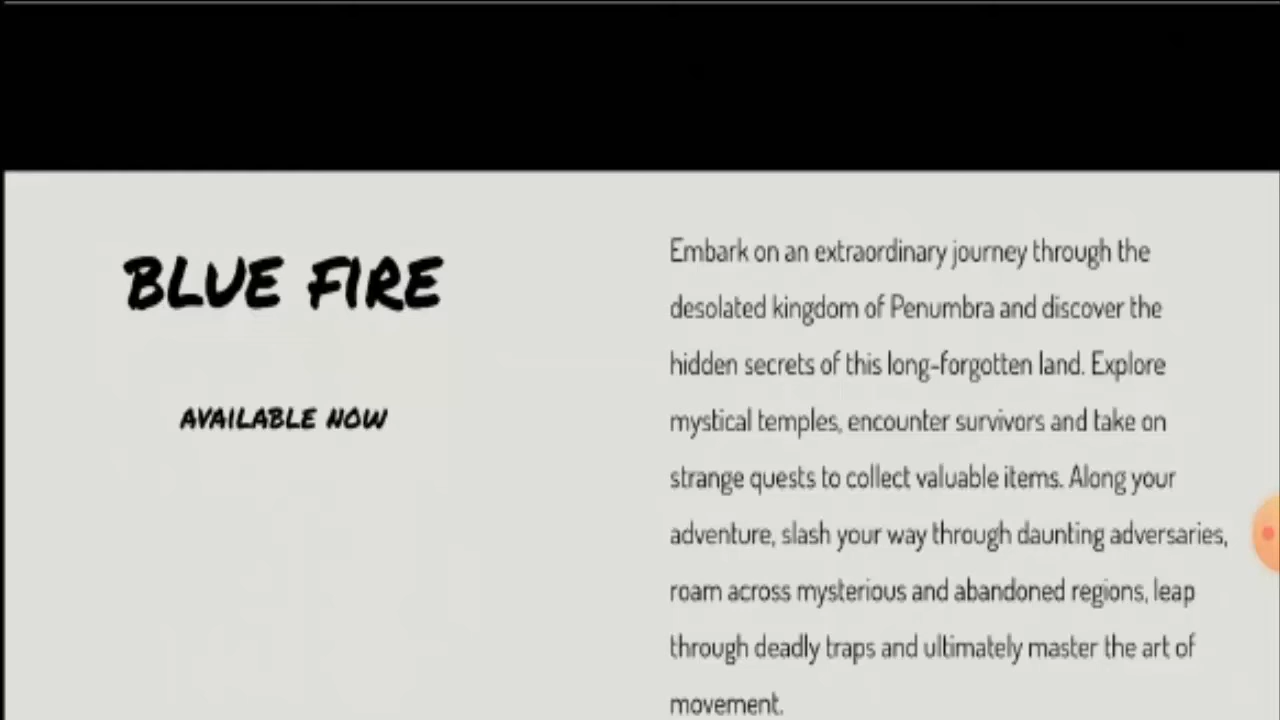 BLUE FIRE
AVAILABLE NOW
Embark on an extraordinary journey through the
desolated kingdom of Penumbra and discover the
hidden secrets of this long-forgotten land. Explore
mystical temples, encounter survivors and take on
strange quests to collect valuable items. Along your
adventure, slash your way through daunting adversaries,
roam across mysterious and abandoned regions, leap
through deadly traps and ultimately master the art of
movement.